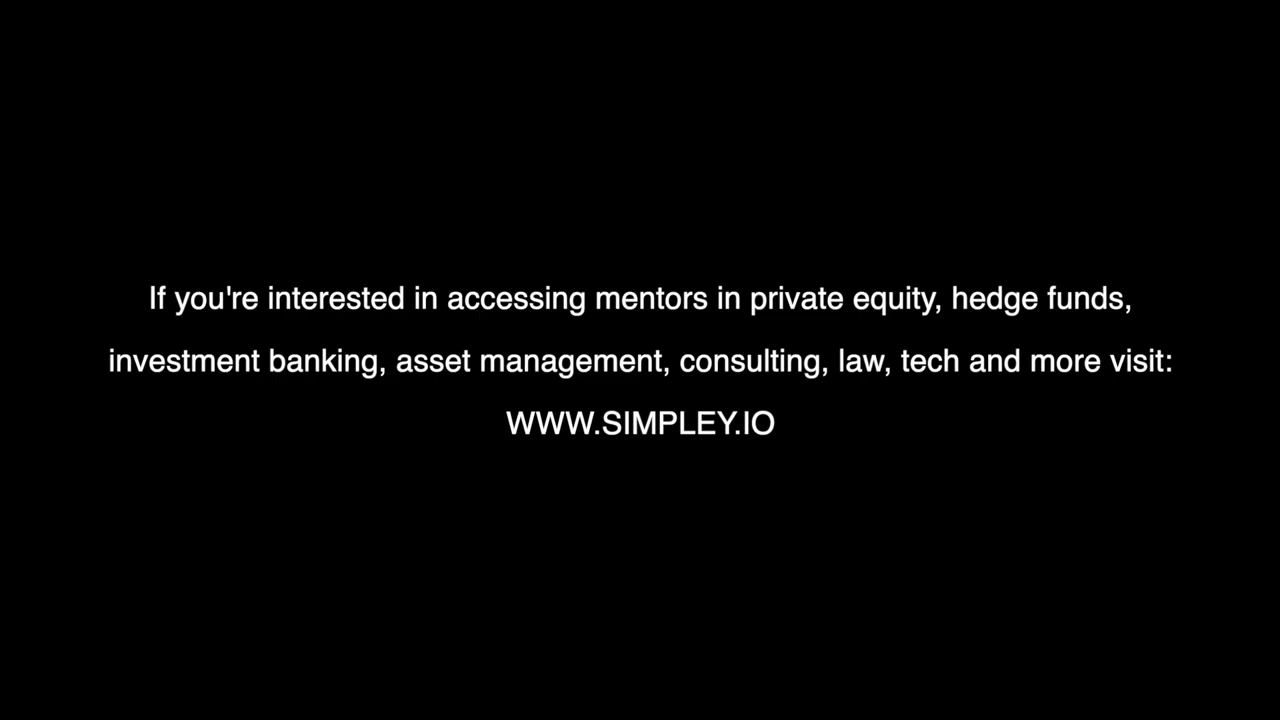 If you're interested in accessing mentors in private equity, hedge funds,
investment banking, asset management, consulting, law, tech and more visit:
WWW.SIMPLEY.IO